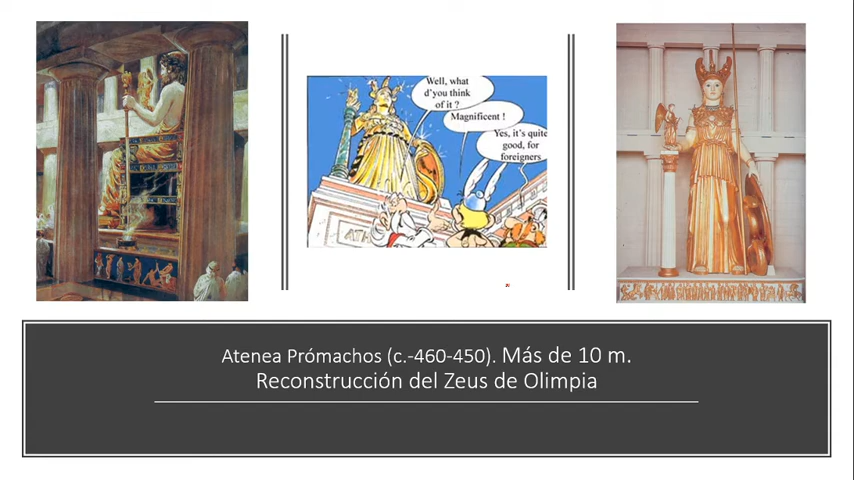 Well, what
d'you think
of it ?
Magnificent !
Yes, it's quite
good, for
foreigners
ATH
Atenea Prómachos (c.-460-450). Más de 10 m.
Reconstrucción del Zeus de Olimpia